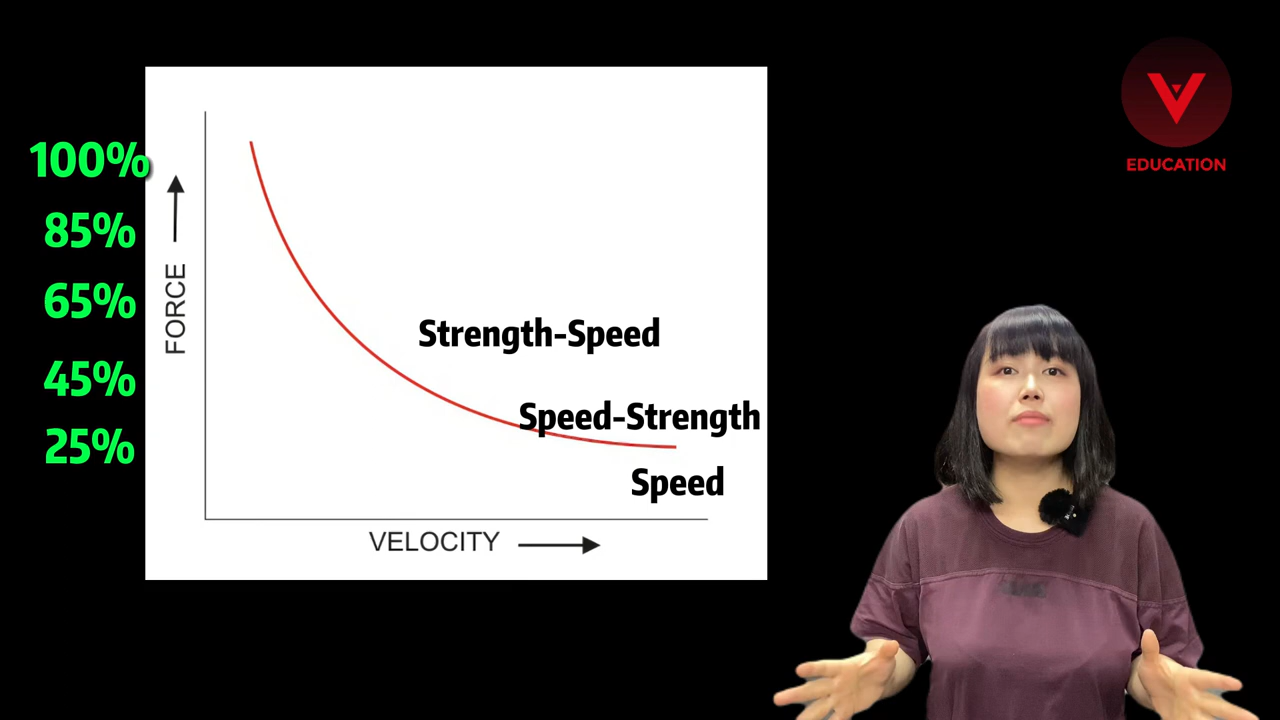 EDUCATION
100%
85%
65%
45%
25%
FORCE
Strength-Speed
Speed-Strength
Speed
VELOCITY